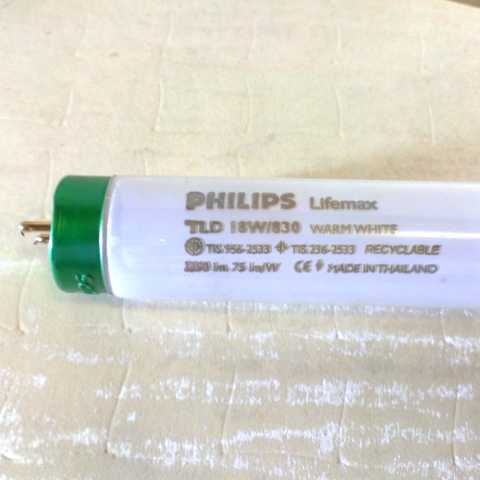 PHILIPS Lifemax
TLD 18W/830 WARM WHITE
TIS.956-2533 TIS.236-2533 RECYCLABLE
lm. 75 lm/W CE MADE IN THAILAND